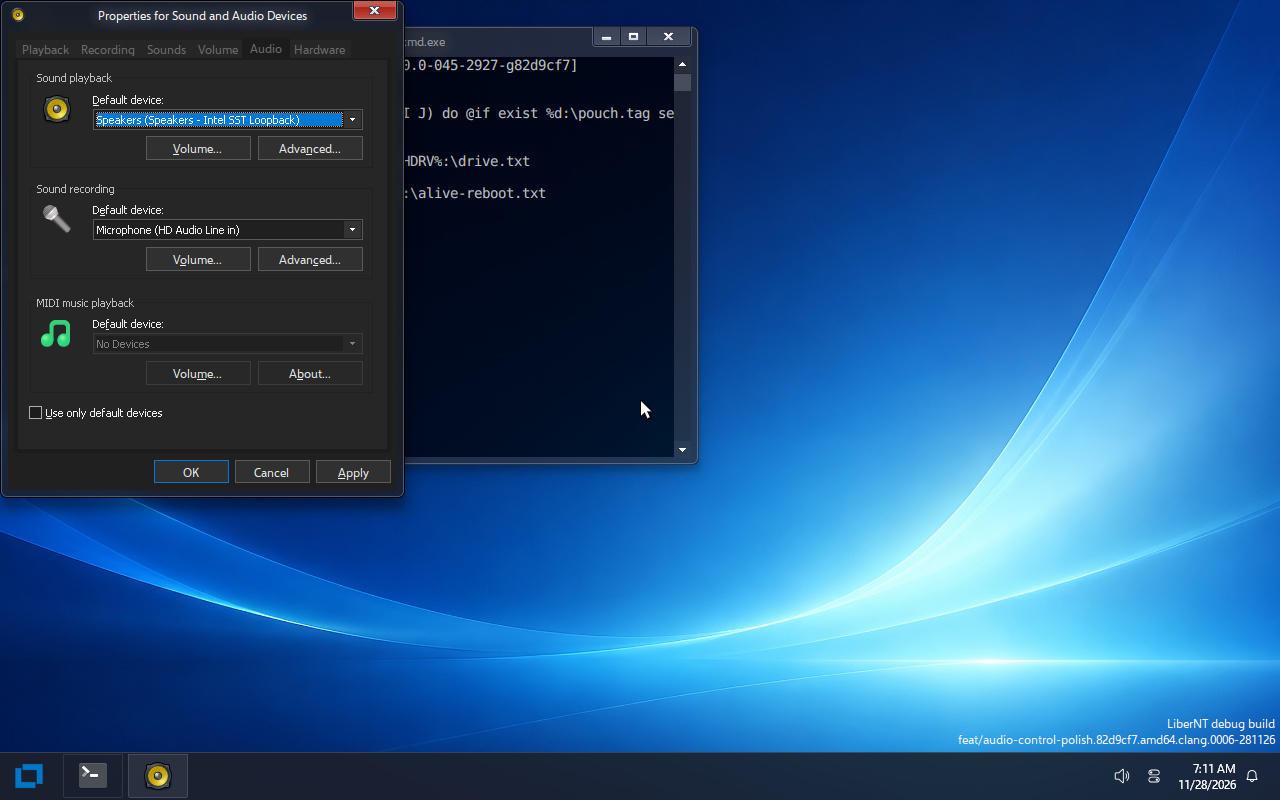 Properties for Sound and Audio Devices
Playback Recording Sounds Volume Audio Hardware
Sound playback
Default device:
Speakers (Speakers - Intel SST Loopback)
Volume... Advanced...
Sound recording
Default device:
Microphone (HD Audio Line in)
Volume... Advanced...
MIDI music playback
Default device:
No Devices
Volume... About...
Use only default devices
OK Cancel Apply
md.exe
0.0-045-2927-g82d9cf7]
I J) do @if exist %d:\pouch.tag se
HDRV%:\drive.txt
:\alive-reboot.txt
LiberNT debug build
feat/audio-control-polish.82d9cf7.amd64.clang.0006-281126
7:11 AM
11/28/2026